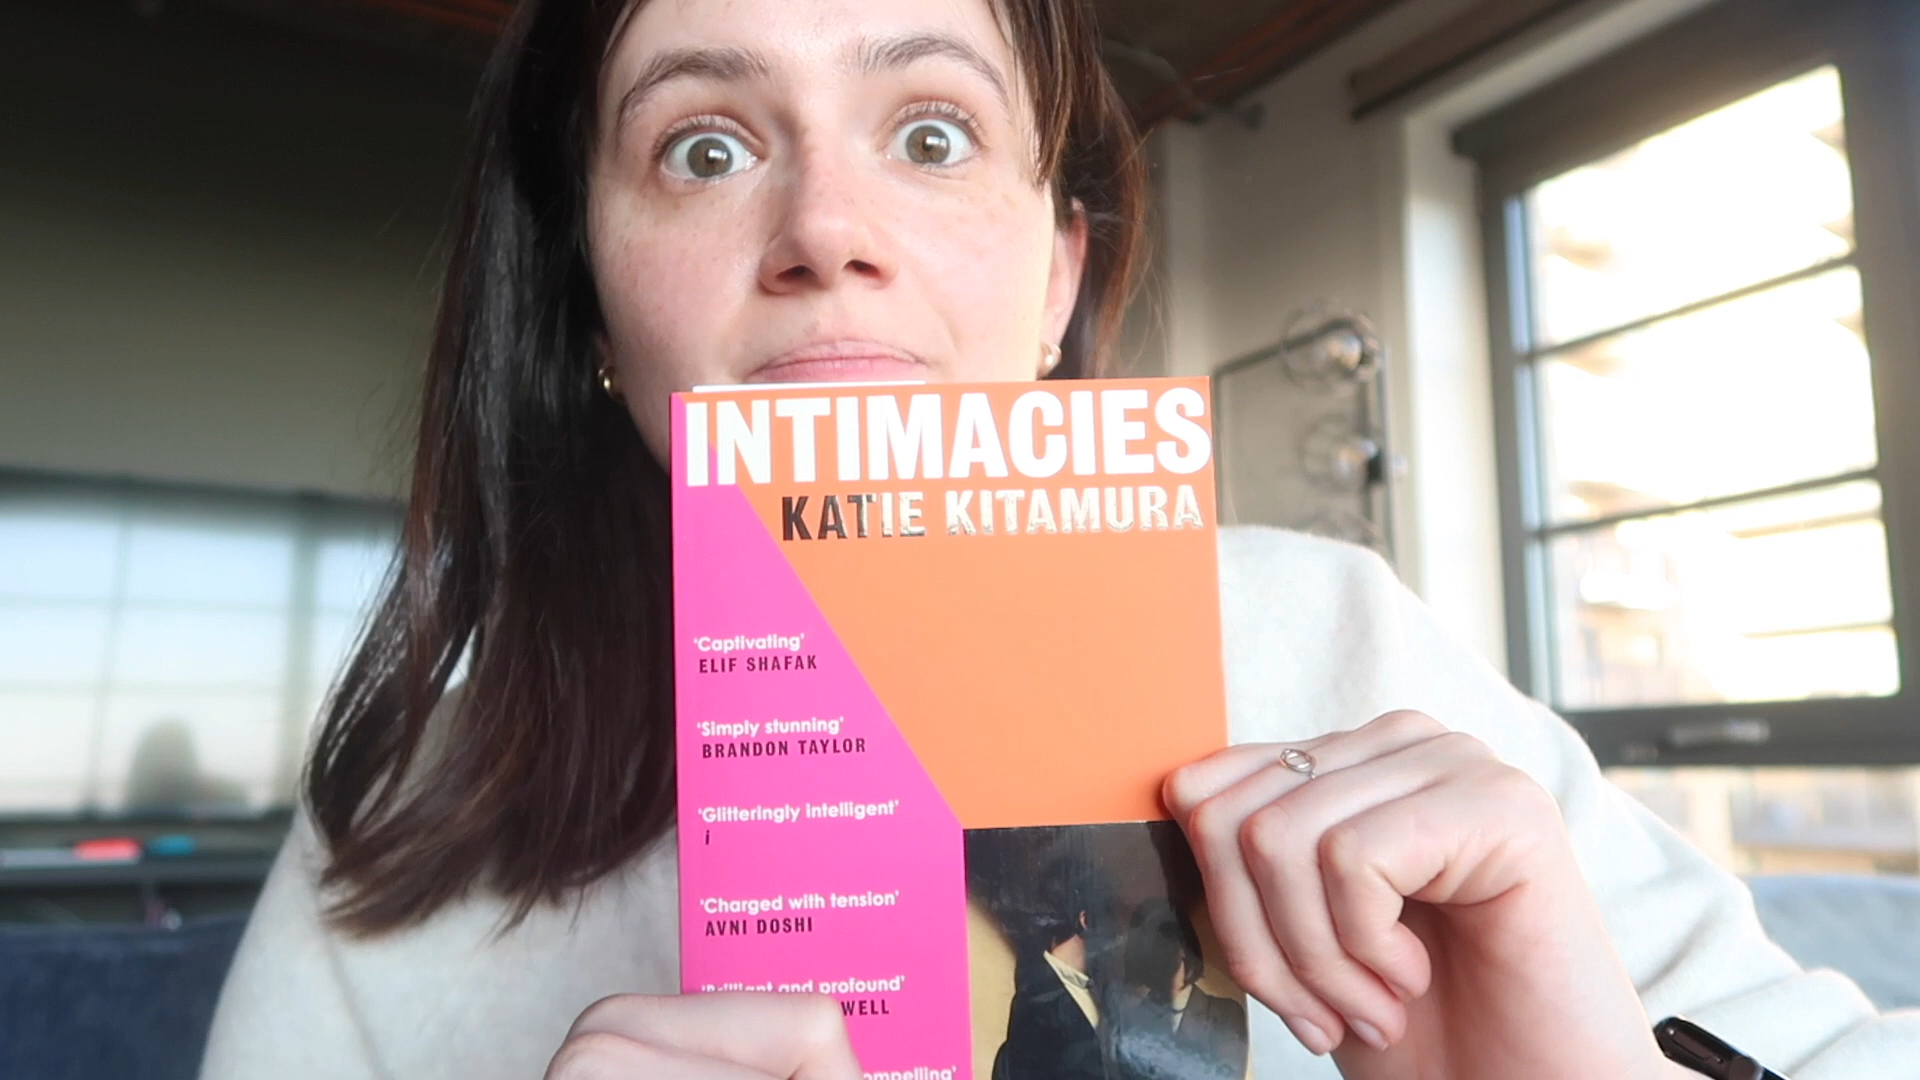 INTIMACIES
KATIE KITAMURA
‘Captivating’
ELIF SHAFAK
‘Simply stunning’
BRANDON TAYLOR
‘Glitteringly intelligent’
i
‘Charged with tension’
AVNI DOSHI
‘Brilliant and profound’
WELL
ompelling’